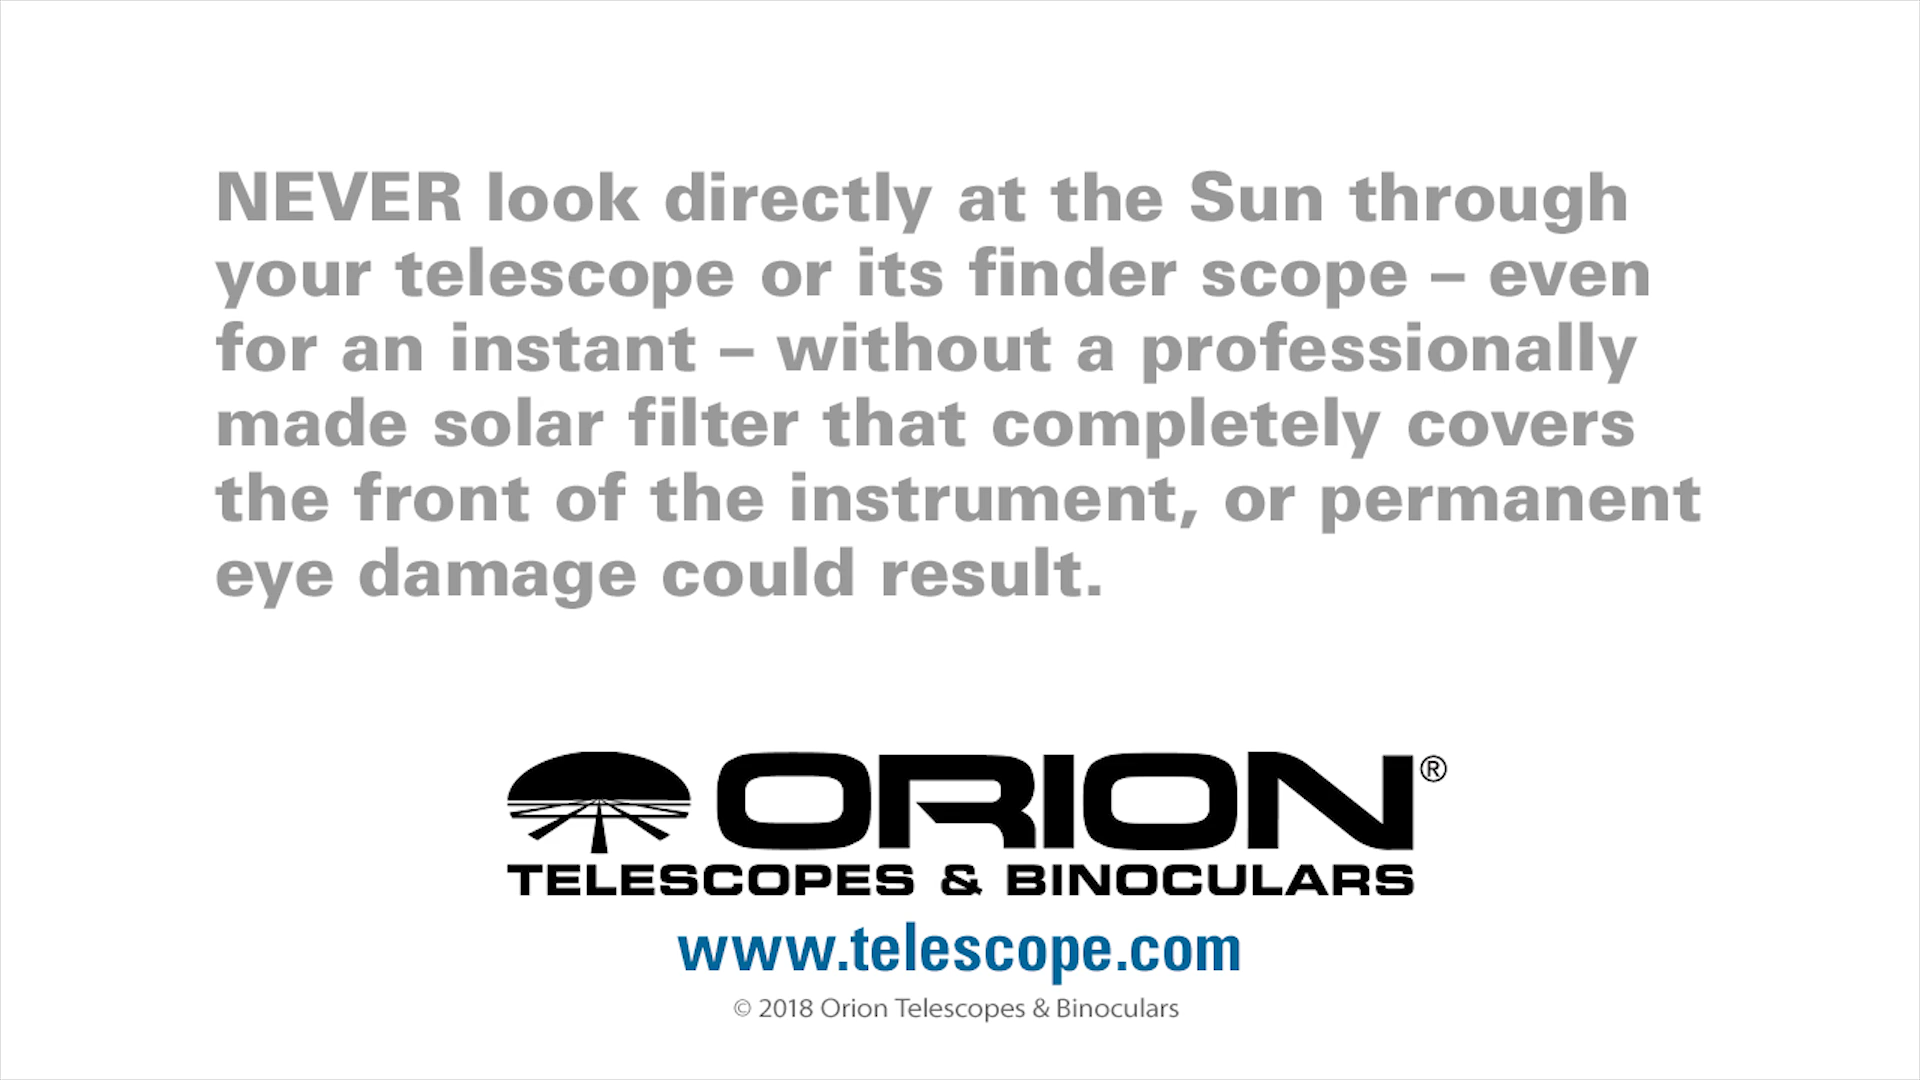 NEVER look directly at the Sun through
your telescope or its finder scope – even
for an instant – without a professionally
made solar filter that completely covers
the front of the instrument, or permanent
eye damage could result.
ORION®
TELESCOPES & BINOCULARS
www.telescope.com
© 2018 Orion Telescopes & Binoculars